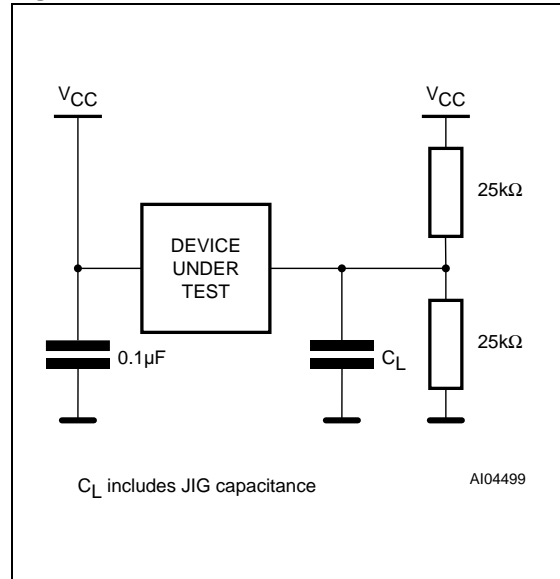 VCC
VCC
25kΩ
DEVICE
UNDER
TEST
0.1µF
CL
25kΩ
CL includes JIG capacitance
AI04499